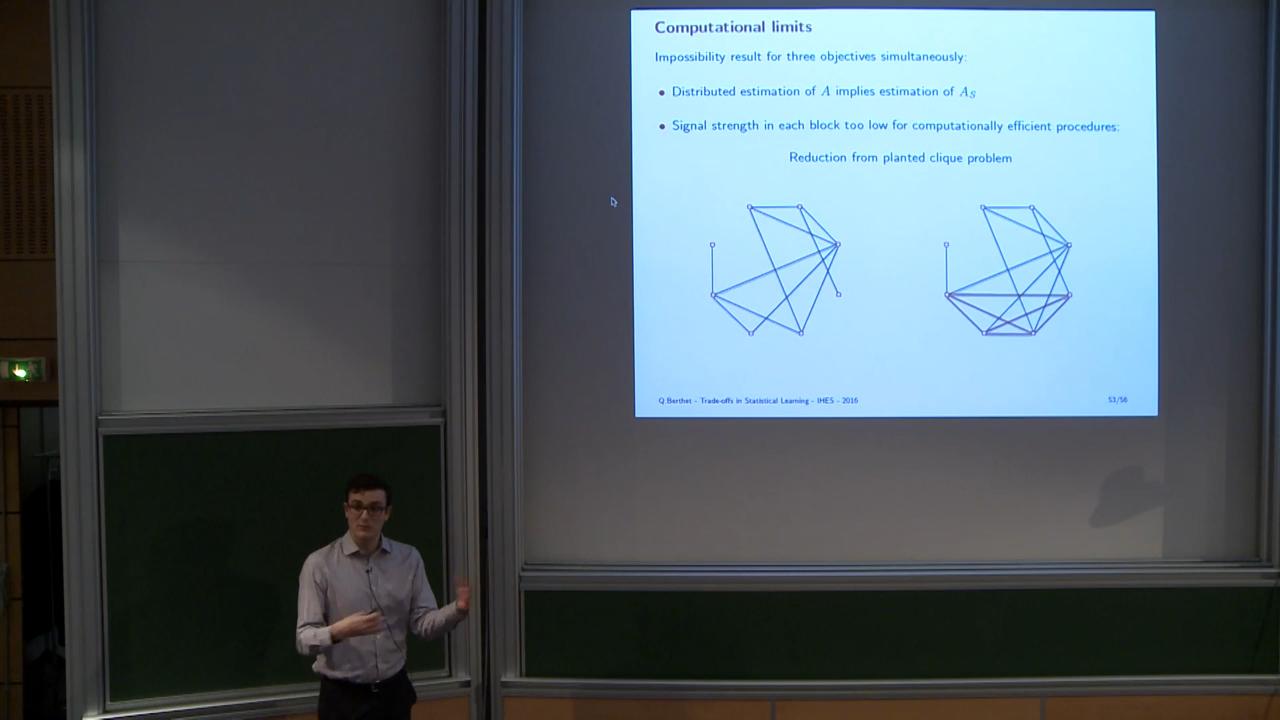 Computational limits
Impossibility result for three objectives simultaneously:
• Distributed estimation of A implies estimation of A_S
• Signal strength in each block too low for computationally efficient procedures:
Reduction from planted clique problem
Q.Berthet - Trade-offs in Statistical Learning - IHES - 2016
53/56